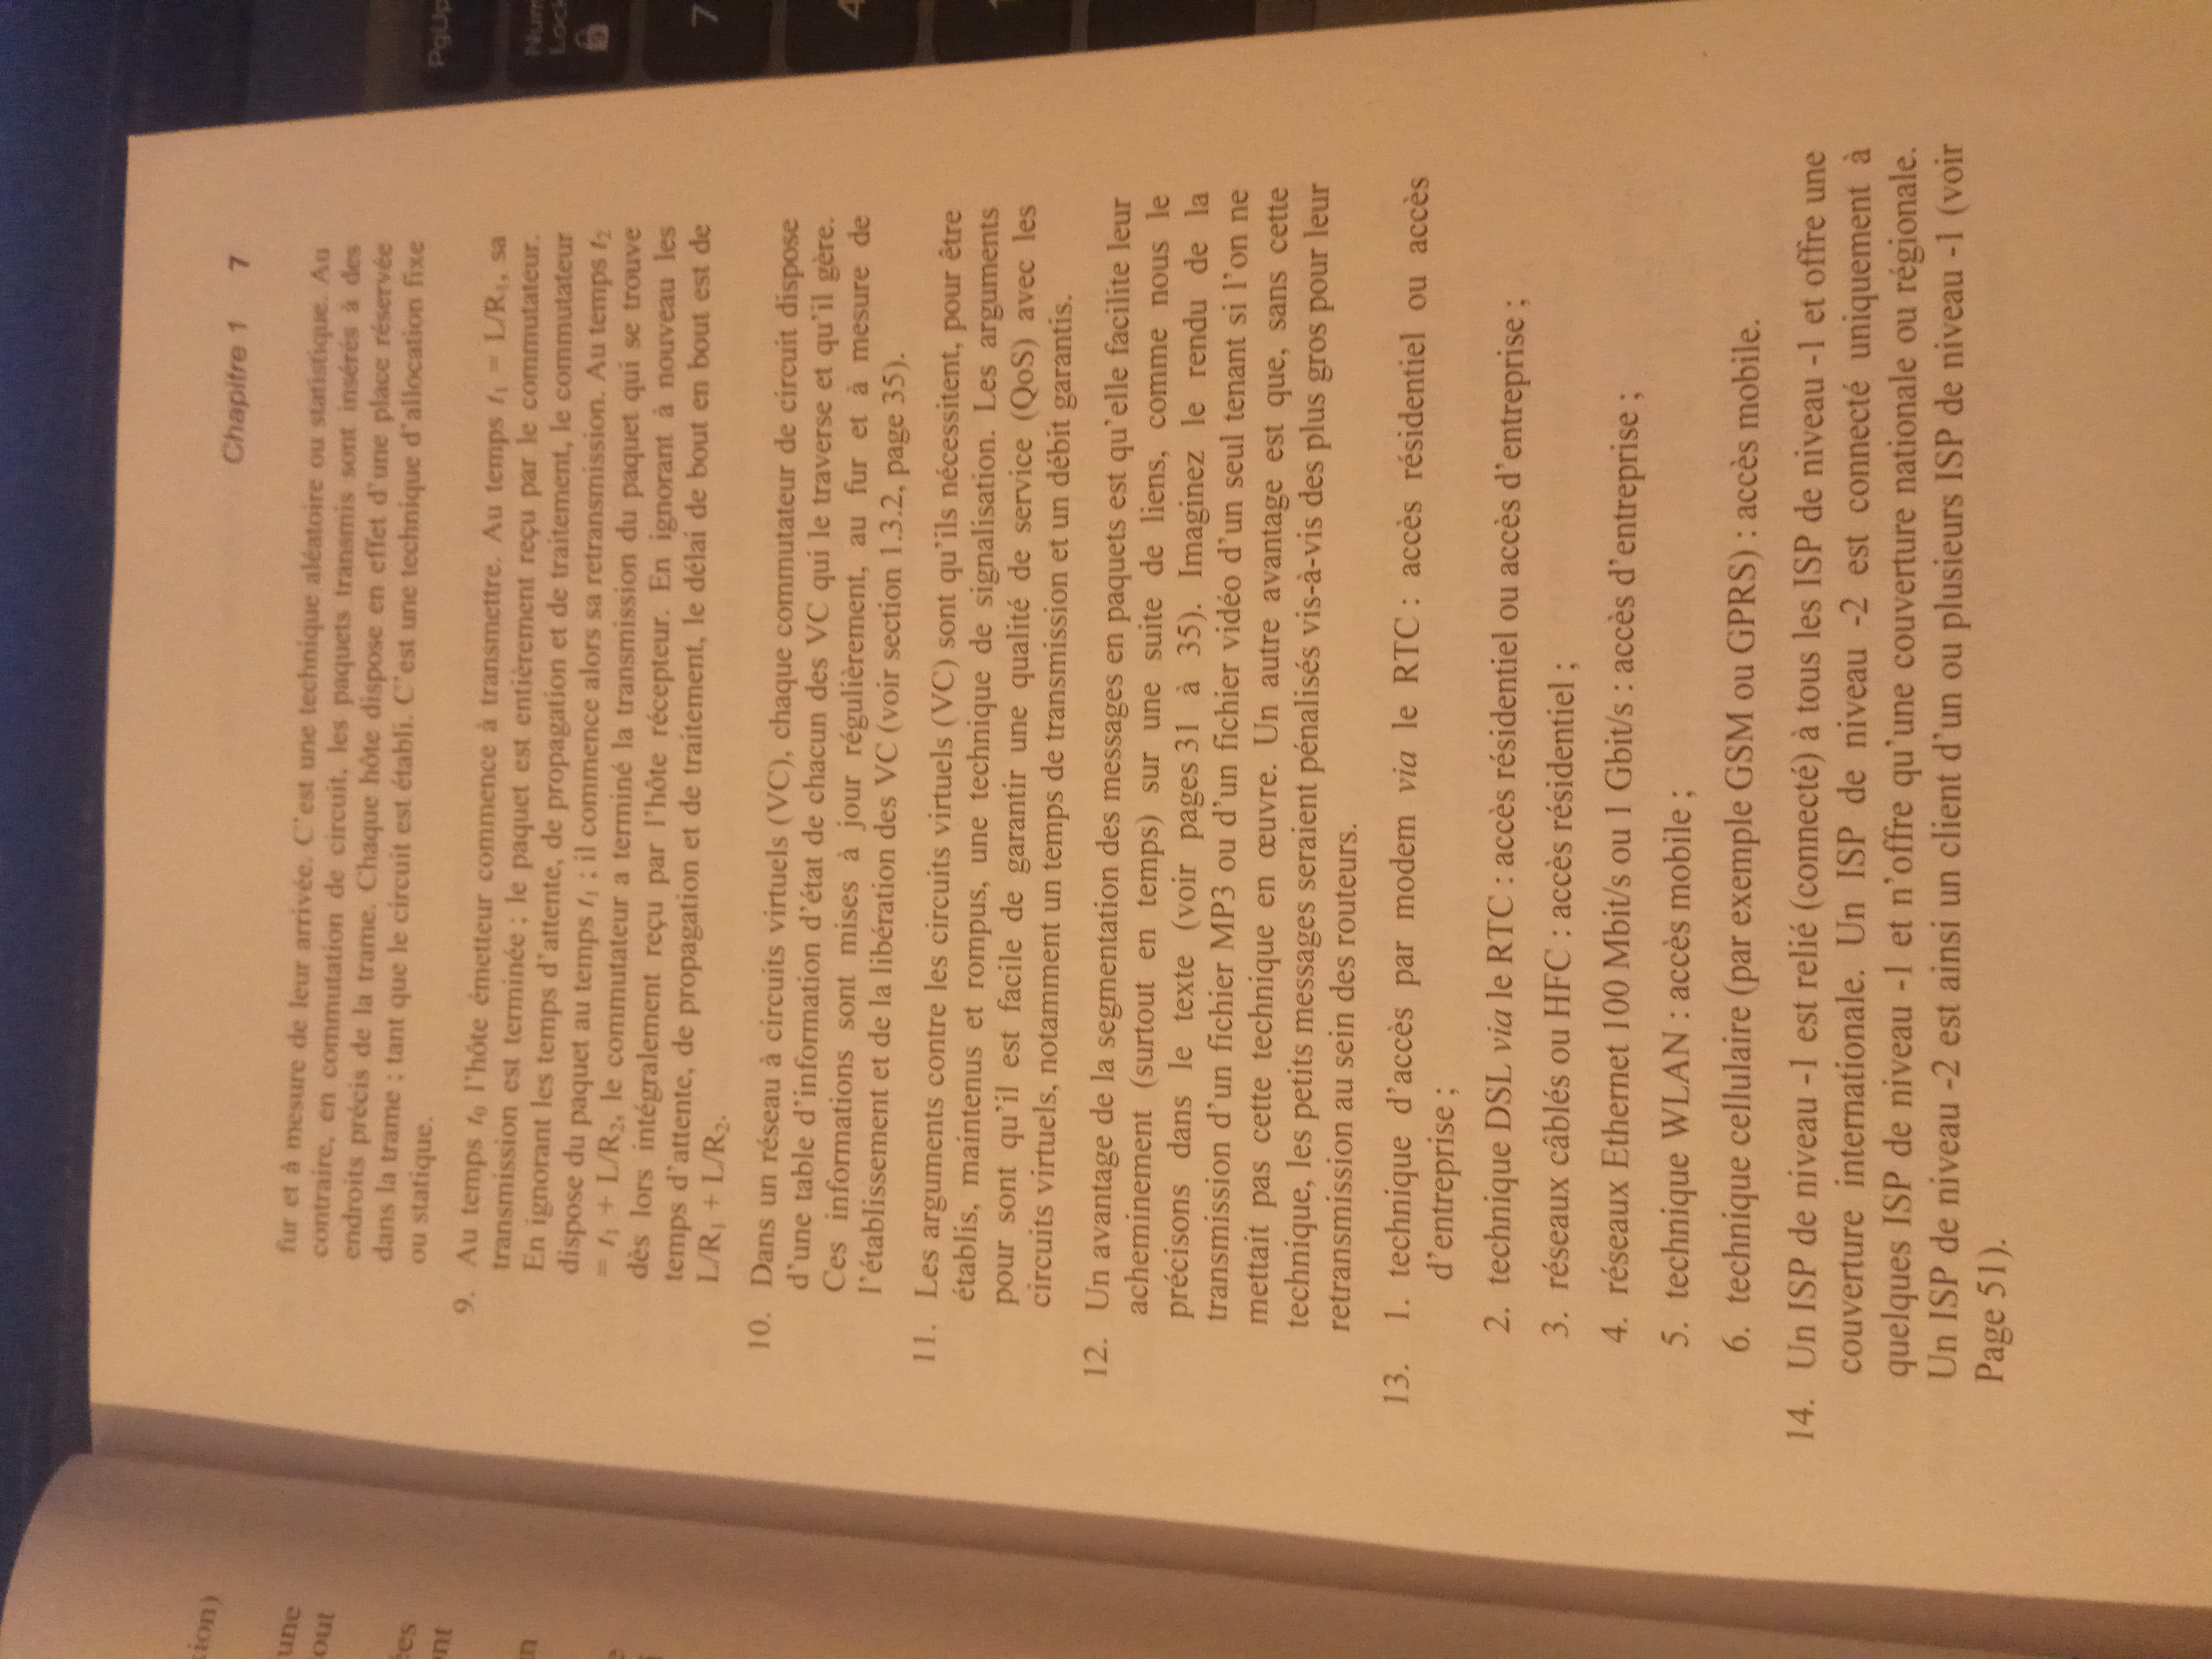 Chapitre 1 7
fur et à mesure de leur arrivée. C'est une technique aléatoire ou statistique. Au
contraire, en commutation de circuit, les paquets transmis sont insérés à des
endroits précis de la trame. Chaque hôte dispose en effet d'une place réservée
dans la trame ; tant que le circuit est établi. C'est une technique d'allocation fixe
ou statique.
9. Au temps t₀ l'hôte émetteur commence à transmettre. Au temps t₁ = L/R₁, sa
transmission est terminée ; le paquet est entièrement reçu par le commutateur.
En ignorant les temps d'attente, de propagation et de traitement, le commutateur
dispose du paquet au temps t₁ ; il commence alors sa retransmission. Au temps t₂
= t₁ + L/R₂, le commutateur a terminé la transmission du paquet qui se trouve
dès lors intégralement reçu par l'hôte récepteur. En ignorant à nouveau les
temps d'attente, de propagation et de traitement, le délai de bout en bout est de
L/R₁ + L/R₂.
10. Dans un réseau à circuits virtuels (VC), chaque commutateur de circuit dispose
d'une table d'information d'état de chacun des VC qui le traverse et qu'il gère.
Ces informations sont mises à jour régulièrement, au fur et à mesure de
l'établissement et de la libération des VC (voir section 1.3.2, page 35).
11. Les arguments contre les circuits virtuels (VC) sont qu'ils nécessitent, pour être
établis, maintenus et rompus, une technique de signalisation. Les arguments
pour sont qu'il est facile de garantir une qualité de service (QoS) avec les
circuits virtuels, notamment un temps de transmission et un débit garantis.
12. Un avantage de la segmentation des messages en paquets est qu'elle facilite leur
acheminement (surtout en temps) sur une suite de liens, comme nous le
précisons dans le texte (voir pages 31 à 35). Imaginez le rendu de la
transmission d'un fichier MP3 ou d'un fichier vidéo d'un seul tenant si l'on ne
mettait pas cette technique en œuvre. Un autre avantage est que, sans cette
technique, les petits messages seraient pénalisés vis-à-vis des plus gros pour leur
retransmission au sein des routeurs.
13. 1. technique d'accès par modem via le RTC : accès résidentiel ou accès
d'entreprise ;
2. technique DSL via le RTC : accès résidentiel ou accès d'entreprise ;
3. réseaux câblés ou HFC : accès résidentiel ;
4. réseaux Ethernet 100 Mbit/s ou 1 Gbit/s : accès d'entreprise ;
5. technique WLAN : accès mobile ;
6. technique cellulaire (par exemple GSM ou GPRS) : accès mobile.
14. Un ISP de niveau -1 est relié (connecté) à tous les ISP de niveau -1 et offre une
couverture internationale. Un ISP de niveau -2 est connecté uniquement à
quelques ISP de niveau -1 et n'offre qu'une couverture nationale ou régionale.
Un ISP de niveau -2 est ainsi un client d'un ou plusieurs ISP de niveau -1 (voir
Page 51).
PgUp
Num
Lock
7
4
une
out